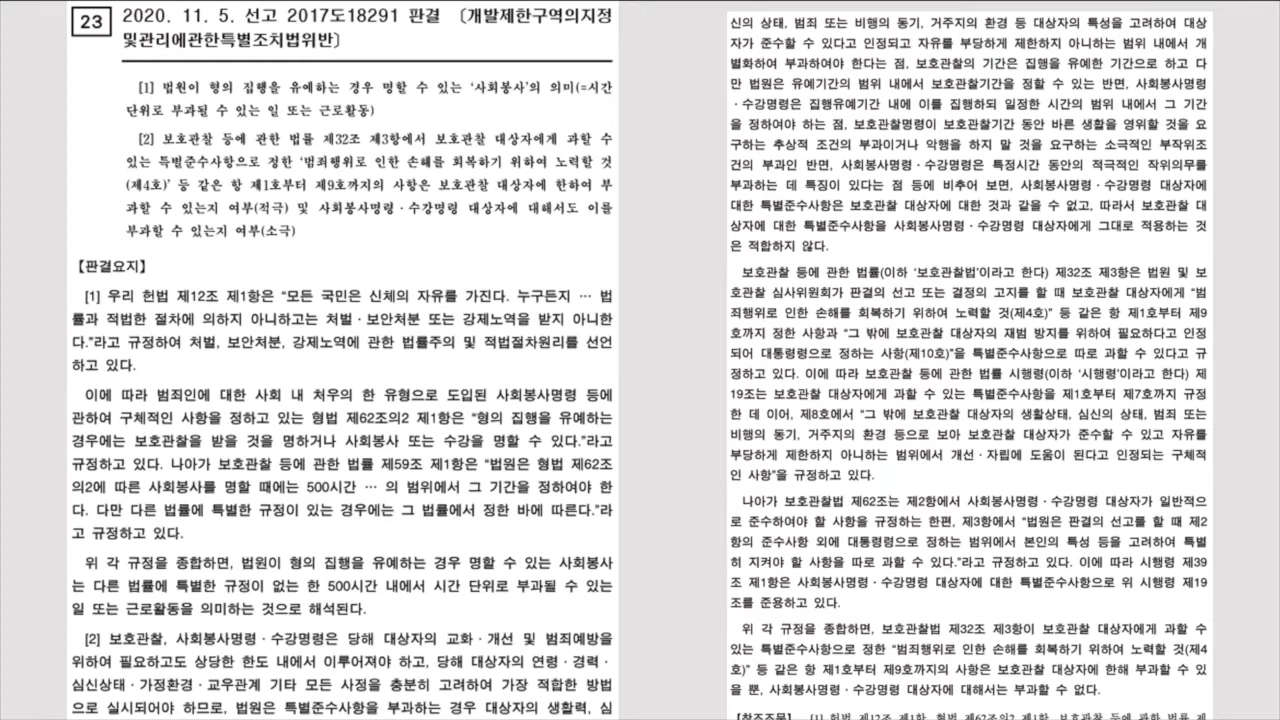 23
2020. 11. 5. 선고 2017도18291 판결 〔개발제한구역의지정
및관리에관한특별조치법위반〕
[1] 법원이 형의 집행을 유예하는 경우 명할 수 있는 ‘사회봉사’의 의미(=시간
단위로 부과될 수 있는 일 또는 근로활동)
[2] 보호관찰 등에 관한 법률 제32조 제3항에서 보호관찰 대상자에게 과할 수
있는 특별준수사항으로 정한 ‘범죄행위로 인한 손해를 회복하기 위하여 노력할 것
(제4호)’ 등 같은 항 제1호부터 제9호까지의 사항은 보호관찰 대상자에 한하여 부
과할 수 있는지 여부(적극) 및 사회봉사명령·수강명령 대상자에 대해서도 이를
부과할 수 있는지 여부(소극)
【판결요지】
[1] 우리 헌법 제12조 제1항은 “모든 국민은 신체의 자유를 가진다. 누구든지 … 법
률과 적법한 절차에 의하지 아니하고는 처벌·보안처분 또는 강제노역을 받지 아니한
다.”라고 규정하여 처벌, 보안처분, 강제노역에 관한 법률주의 및 적법절차원리를 선언
하고 있다.
이에 따라 범죄인에 대한 사회 내 처우의 한 유형으로 도입된 사회봉사명령 등에
관하여 구체적인 사항을 정하고 있는 형법 제62조의2 제1항은 “형의 집행을 유예하는
경우에는 보호관찰을 받을 것을 명하거나 사회봉사 또는 수강을 명할 수 있다.”라고
규정하고 있다. 나아가 보호관찰 등에 관한 법률 제59조 제1항은 “법원은 형법 제62조
의2에 따른 사회봉사를 명할 때에는 500시간 … 의 범위에서 그 기간을 정하여야 한
다. 다만 다른 법률에 특별한 규정이 있는 경우에는 그 법률에서 정한 바에 따른다.”라
고 규정하고 있다.
위 각 규정을 종합하면, 법원이 형의 집행을 유예하는 경우 명할 수 있는 사회봉사
는 다른 법률에 특별한 규정이 없는 한 500시간 내에서 시간 단위로 부과될 수 있는
일 또는 근로활동을 의미하는 것으로 해석된다.
[2] 보호관찰, 사회봉사명령·수강명령은 당해 대상자의 교화·개선 및 범죄예방을
위하여 필요하고도 상당한 한도 내에서 이루어져야 하고, 당해 대상자의 연령·경력·
심신상태·가정환경·교우관계 기타 모든 사정을 충분히 고려하여 가장 적합한 방법
으로 실시되어야 하므로, 법원은 특별준수사항을 부과하는 경우 대상자의 생활력, 심
신의 상태, 범죄 또는 비행의 동기, 거주지의 환경 등 대상자의 특성을 고려하여 대상
자가 준수할 수 있다고 인정되고 자유를 부당하게 제한하지 아니하는 범위 내에서 개
별화하여 부과하여야 한다는 점, 보호관찰의 기간은 집행을 유예한 기간으로 하고 다
만 법원은 유예기간의 범위 내에서 보호관찰기간을 정할 수 있는 반면, 사회봉사명령
·수강명령은 집행유예기간 내에 이를 집행하되 일정한 시간의 범위 내에서 그 기간
을 정하여야 하는 점, 보호관찰명령이 보호관찰기간 동안 바른 생활을 영위할 것을 요
구하는 추상적 조건의 부과이거나 악행을 하지 말 것을 요구하는 소극적인 부작위조
건의 부과인 반면, 사회봉사명령·수강명령은 특정시간 동안의 적극적인 작위의무를
부과하는 데 특징이 있다는 점 등에 비추어 보면, 사회봉사명령·수강명령 대상자에
대한 특별준수사항은 보호관찰 대상자에 대한 것과 같을 수 없고, 따라서 보호관찰 대
상자에 대한 특별준수사항을 사회봉사명령·수강명령 대상자에게 그대로 적용하는 것
은 적합하지 않다.
보호관찰 등에 관한 법률(이하 ‘보호관찰법’이라고 한다) 제32조 제3항은 법원 및 보
호관찰 심사위원회가 판결의 선고 또는 결정의 고지를 할 때 보호관찰 대상자에게 “범
죄행위로 인한 손해를 회복하기 위하여 노력할 것(제4호)” 등 같은 항 제1호부터 제9
호까지 정한 사항과 “그 밖에 보호관찰 대상자의 재범 방지를 위하여 필요하다고 인정
되어 대통령령으로 정하는 사항(제10호)”을 특별준수사항으로 따로 과할 수 있다고 규
정하고 있다. 이에 따라 보호관찰 등에 관한 법률 시행령(이하 ‘시행령’이라고 한다) 제
19조는 보호관찰 대상자에게 과할 수 있는 특별준수사항을 제1호부터 제7호까지 규정
한 데 이어, 제8호에서 “그 밖에 보호관찰 대상자의 생활상태, 심신의 상태, 범죄 또는
비행의 동기, 거주지의 환경 등으로 보아 보호관찰 대상자가 준수할 수 있고 자유를
부당하게 제한하지 아니하는 범위에서 개선·자립에 도움이 된다고 인정되는 구체적
인 사항”을 규정하고 있다.
나아가 보호관찰법 제62조는 제2항에서 사회봉사명령·수강명령 대상자가 일반적으
로 준수하여야 할 사항을 규정하는 한편, 제3항에서 “법원은 판결의 선고를 할 때 제2
항의 준수사항 외에 대통령령으로 정하는 범위에서 본인의 특성 등을 고려하여 특별
히 지켜야 할 사항을 따로 과할 수 있다.”라고 규정하고 있다. 이에 따라 시행령 제39
조 제1항은 사회봉사명령·수강명령 대상자에 대한 특별준수사항으로 위 시행령 제19
조를 준용하고 있다.
위 각 규정을 종합하면, 보호관찰법 제32조 제3항이 보호관찰 대상자에게 과할 수
있는 특별준수사항으로 정한 “범죄행위로 인한 손해를 회복하기 위하여 노력할 것(제4
호)” 등 같은 항 제1호부터 제9호까지의 사항은 보호관찰 대상자에 한해 부과할 수 있
을 뿐, 사회봉사명령·수강명령 대상자에 대해서는 부과할 수 없다.
【참조조문】 [1] 헌법 제12조 제1항, 형법 제62조의2 제1항, 보호관찰 등에 관한 법률 제